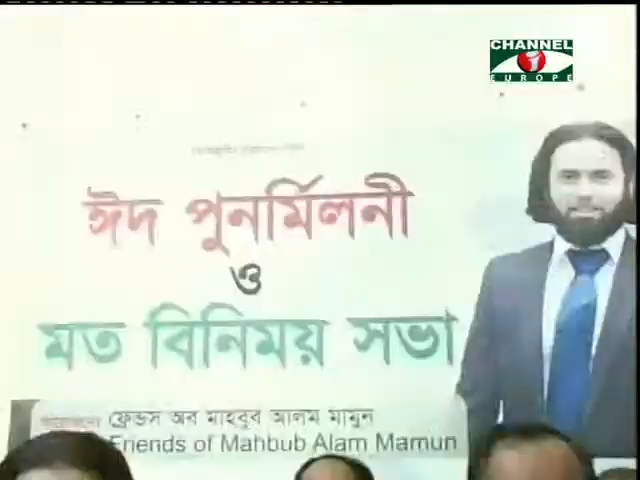 CHANNEL
i
EUROPE
ঈদ পুনর্মিলনী
ও
মত বিনিময় সভা
ফ্রেন্ডস অব মাহবুব আলম মামুন
Friends of Mahbub Alam Mamun